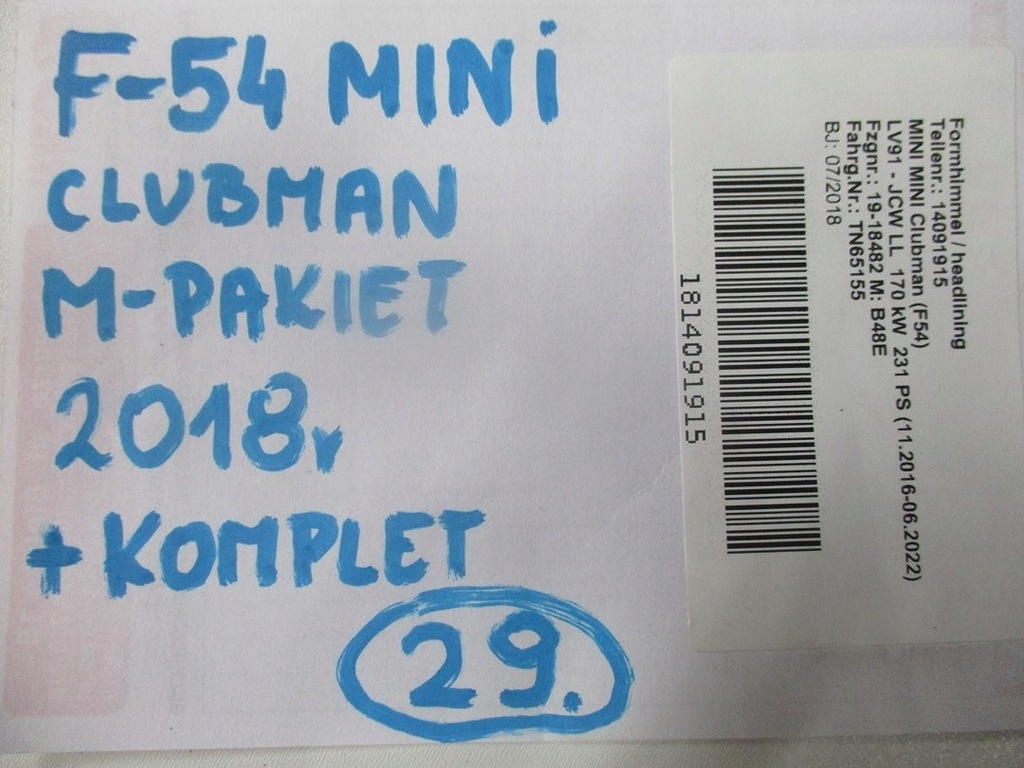 F-54 MINi
CLUBMAN
M-PAKIET
2018r
+ KOMPLET
29.
Formhimmel / headlining
Teilenr.: 14091915
MINI MINI Clubman (F54)
LV91 - JCW LL 170 kW 231 PS (11.2016-06.2022)
Fzgnr.: 19-18482 M: B48E
Fahrg.Nr.: TN65155
BJ: 07/2018
1814091915